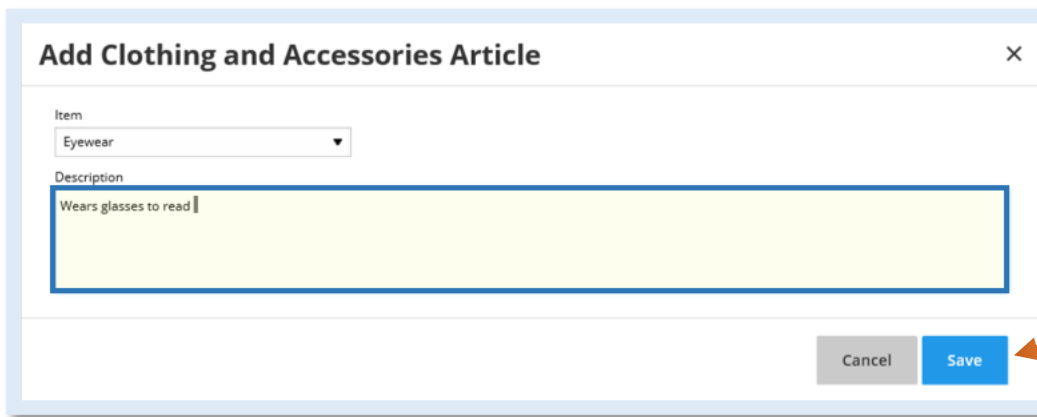 Add Clothing and Accessories Article
Item
Eyewear
Description
Wears glasses to read
Cancel
Save